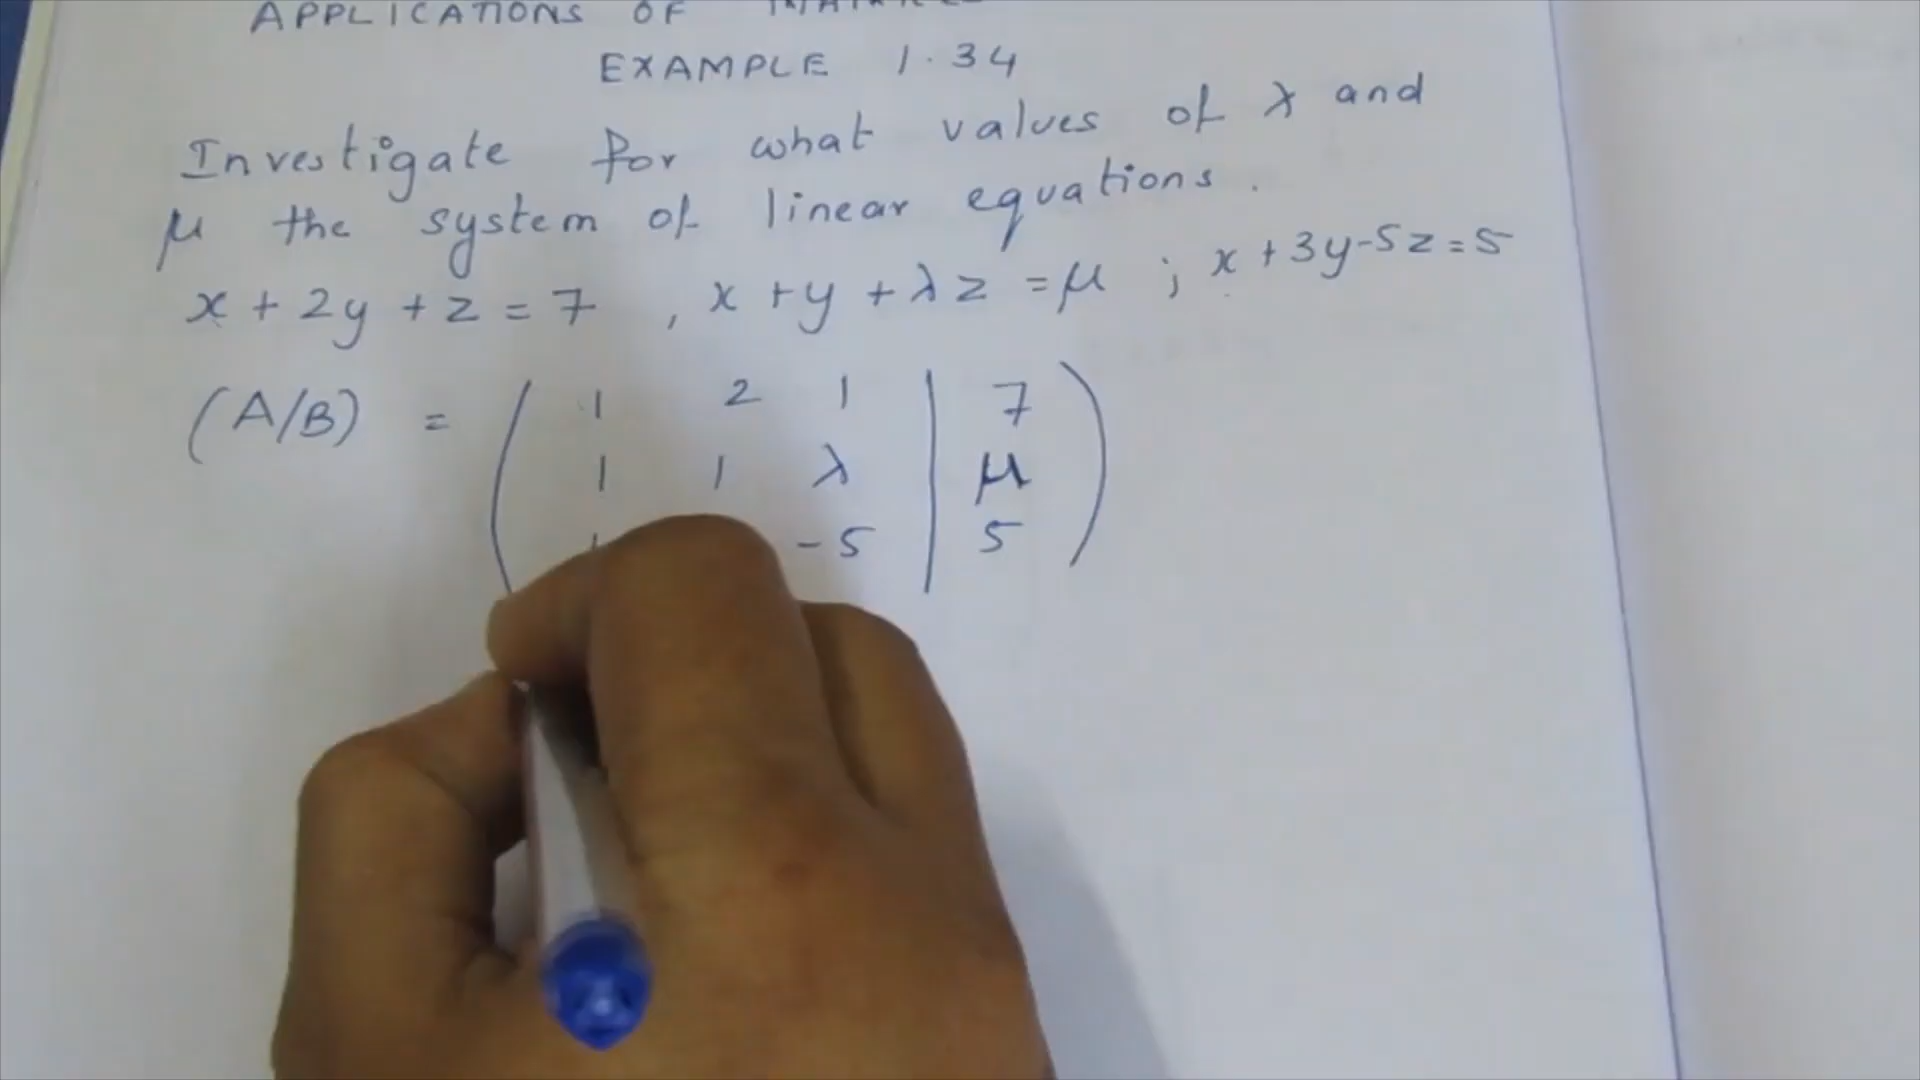 APPLICATIONS OF
EXAMPLE 1.34
Investigate for what values of λ and
μ the system of linear equations.
x + 2y + z = 7 , x + y + λz = μ ; x + 3y - 5z = 5
(A/B) = ( 1 2 1 | 7 )
1 1 λ | μ
1 -5 | 5